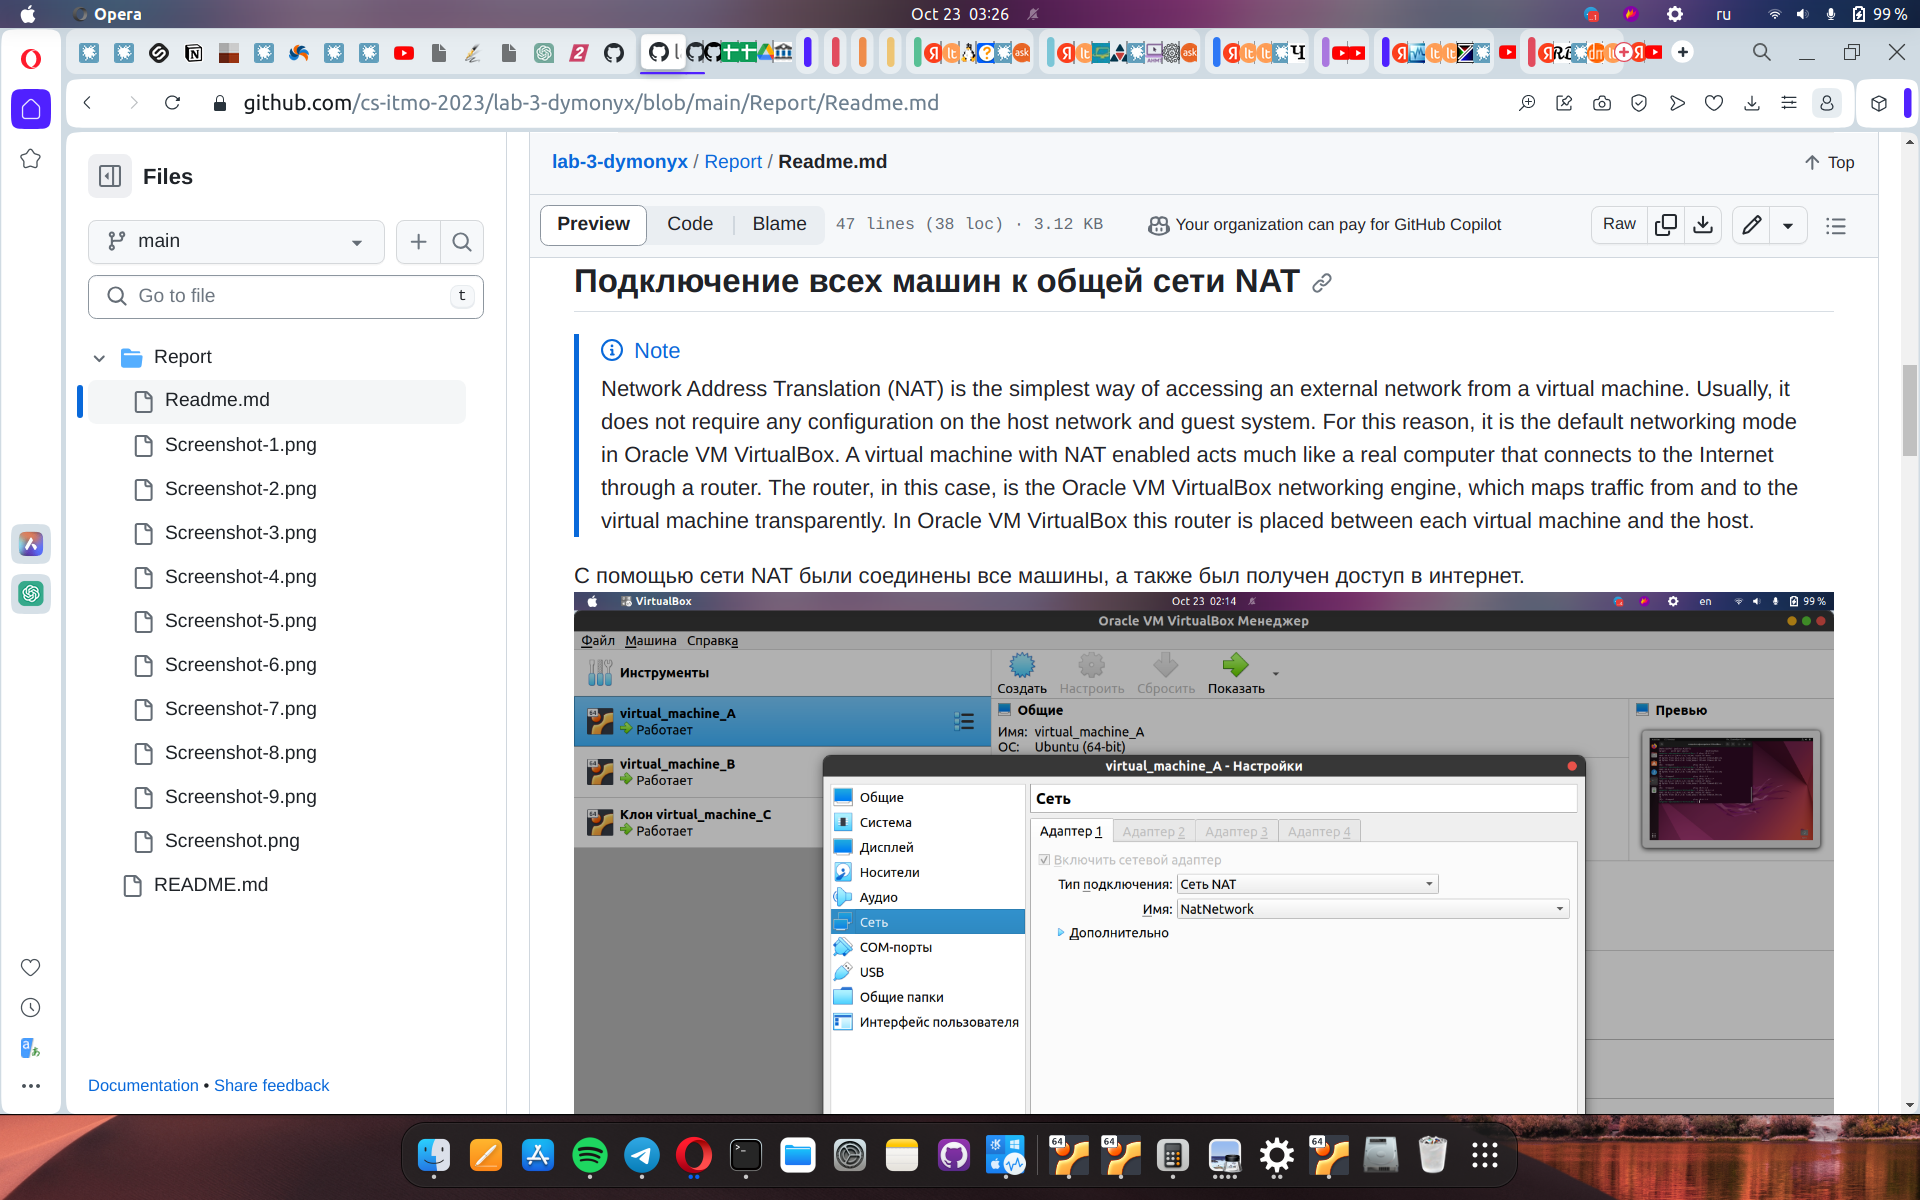 Opera
Oct 23 03:26
ru
99 %
github.com/cs-itmo-2023/lab-3-dymonyx/blob/main/Report/Readme.md
Files
main
Go to file
t
Report
Readme.md
Screenshot-1.png
Screenshot-2.png
Screenshot-3.png
Screenshot-4.png
Screenshot-5.png
Screenshot-6.png
Screenshot-7.png
Screenshot-8.png
Screenshot-9.png
Screenshot.png
README.md
Documentation • Share feedback
lab-3-dymonyx / Report / Readme.md
Top
Preview
Code
Blame
47 lines (38 loc) · 3.12 KB
Your organization can pay for GitHub Copilot
Raw
Подключение всех машин к общей сети NAT
Note
Network Address Translation (NAT) is the simplest way of accessing an external network from a virtual machine. Usually, it
does not require any configuration on the host network and guest system. For this reason, it is the default networking mode
in Oracle VM VirtualBox. A virtual machine with NAT enabled acts much like a real computer that connects to the Internet
through a router. The router, in this case, is the Oracle VM VirtualBox networking engine, which maps traffic from and to the
virtual machine transparently. In Oracle VM VirtualBox this router is placed between each virtual machine and the host.
С помощью сети NAT были соединены все машины, а также был получен доступ в интернет.
VirtualBox
Oct 23 02:14
en
99 %
Oracle VM VirtualBox Менеджер
Файл Машина Справка
Инструменты
Создать
Настроить
Сбросить
Показать
virtual_machine_A
Работает
virtual_machine_B
Работает
Клон virtual_machine_C
Работает
Общие
Имя: virtual_machine_A
ОС: Ubuntu (64-bit)
Превью
virtual_machine_A - Настройки
Общие
Система
Дисплей
Носители
Аудио
Сеть
COM-порты
USB
Общие папки
Интерфейс пользователя
Сеть
Адаптер 1
Адаптер 2
Адаптер 3
Адаптер 4
Включить сетевой адаптер
Тип подключения: Сеть NAT
Имя: NatNetwork
Дополнительно
64
64
64